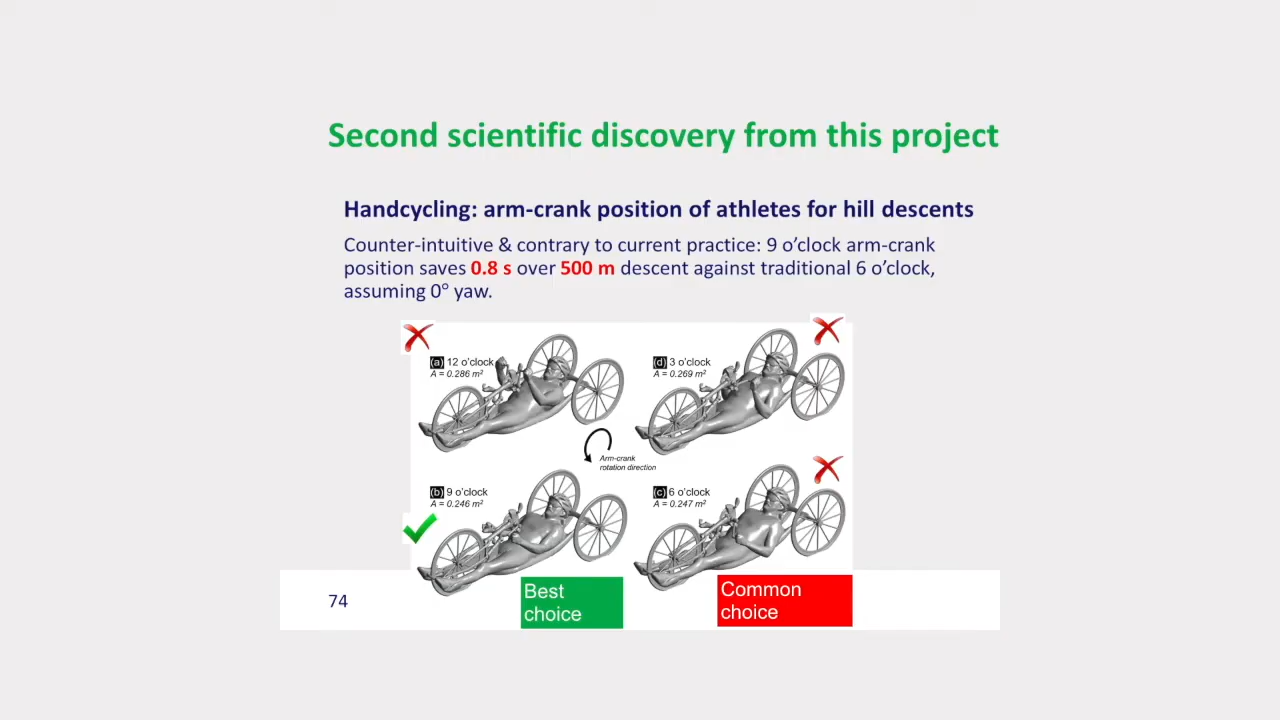 Second scientific discovery from this project
Handcycling: arm-crank position of athletes for hill descents
Counter-intuitive & contrary to current practice: 9 o’clock arm-crank
position saves 0.8 s over 500 m descent against traditional 6 o’clock,
assuming 0° yaw.
(a) 12 o’clock
A = 0.286 m²
(d) 3 o’clock
A = 0.269 m²
Arm-crank
rotation direction
(b) 9 o’clock
A = 0.246 m²
(c) 6 o’clock
A = 0.247 m²
Best
choice
Common
choice
74